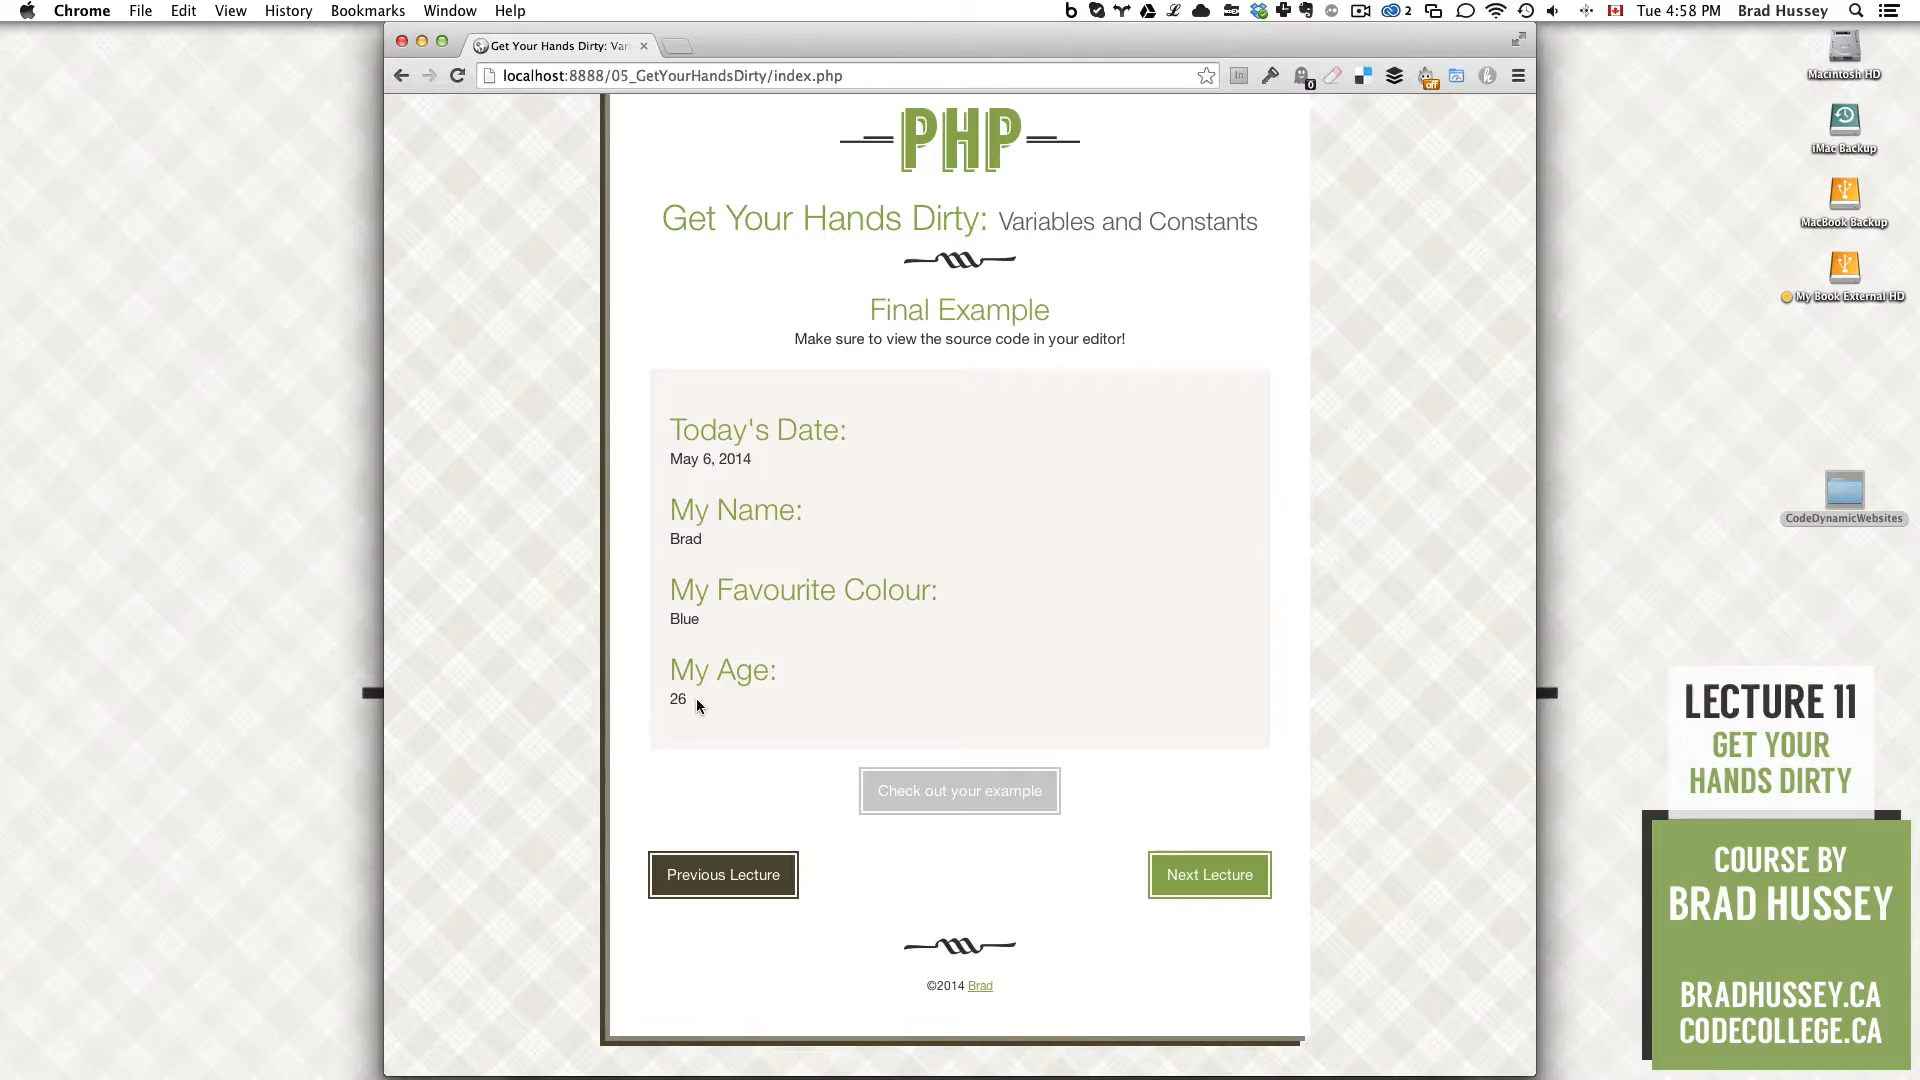 Chrome File Edit View History Bookmarks Window Help
2
Tue 4:58 PM Brad Hussey
Get Your Hands Dirty: Var
localhost:8888/05_GetYourHandsDirty/index.php
In
0
off
PHP
Get Your Hands Dirty: Variables and Constants
Final Example
Make sure to view the source code in your editor!
Today's Date:
May 6, 2014
My Name:
Brad
My Favourite Colour:
Blue
My Age:
26
Check out your example
Previous Lecture
Next Lecture
©2014 Brad
Macintosh HD
iMac Backup
MacBook Backup
My Book External HD
CodeDynamicWebsites
LECTURE 11
GET YOUR
HANDS DIRTY
COURSE BY
BRAD HUSSEY
BRADHUSSEY.CA
CODECOLLEGE.CA